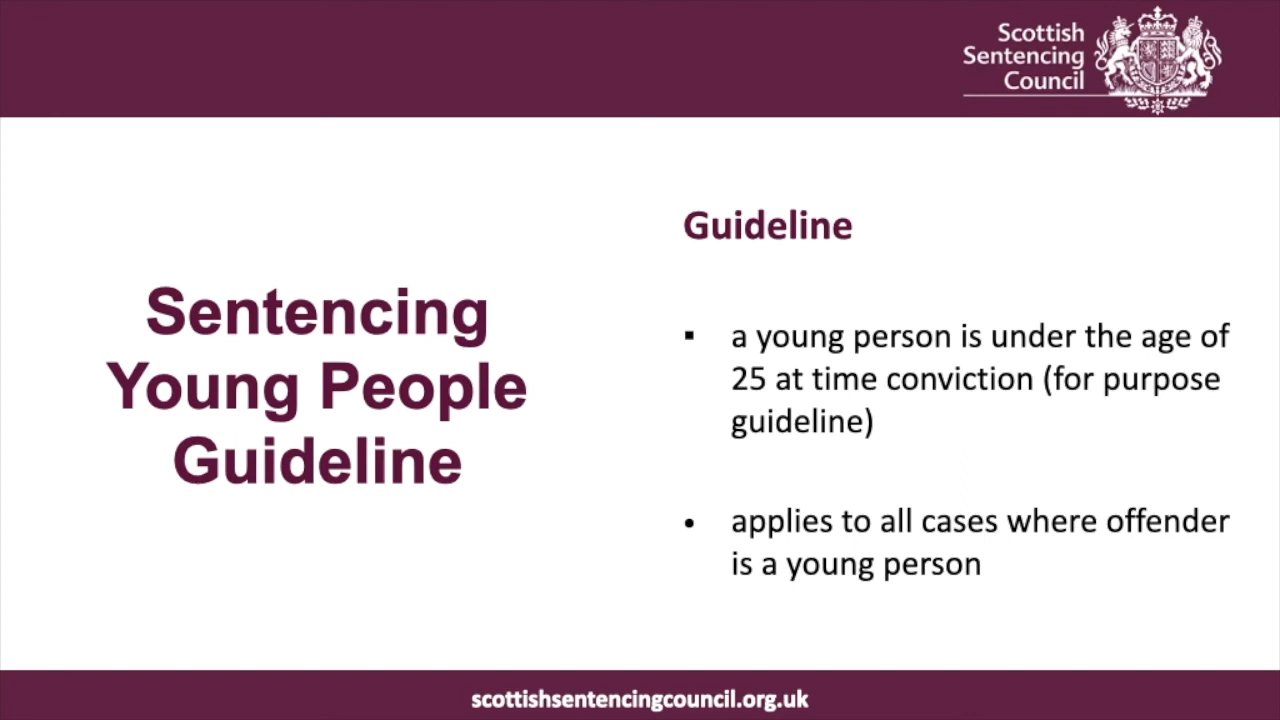 Scottish
Sentencing
Council
Sentencing
Young People
Guideline
Guideline
▪ a young person is under the age of
25 at time conviction (for purpose
guideline)
• applies to all cases where offender
is a young person
scottishsentencingcouncil.org.uk